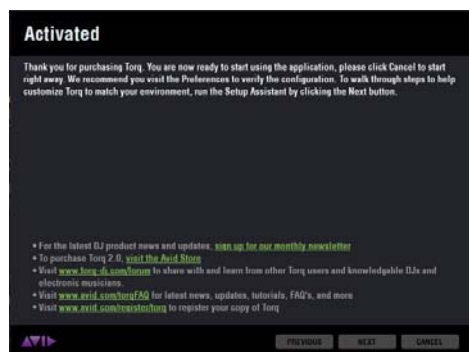 Activated
Thank you for purchasing Torq. You are now ready to start using the application, please click Cancel to start
right away. We recommend you visit the Preferences to verify the configuration. To walk through steps to help
customize Torq to match your environment, run the Setup Assistant by clicking the Next button.
• For the latest DJ product news and updates, sign up for our monthly newsletter
• To purchase Torq 2.0, visit the Avid Store
• Visit www.torq-dj.com/forum to share with and learn from other Torq users and knowledgable DJs and
electronic musicians.
• Visit www.avid.com/torqFAQ for latest news, updates, tutorials, FAQ's, and more
• Visit www.avid.com/register/torq to register your copy of Torq
AVID
PREVIOUS NEXT CANCEL